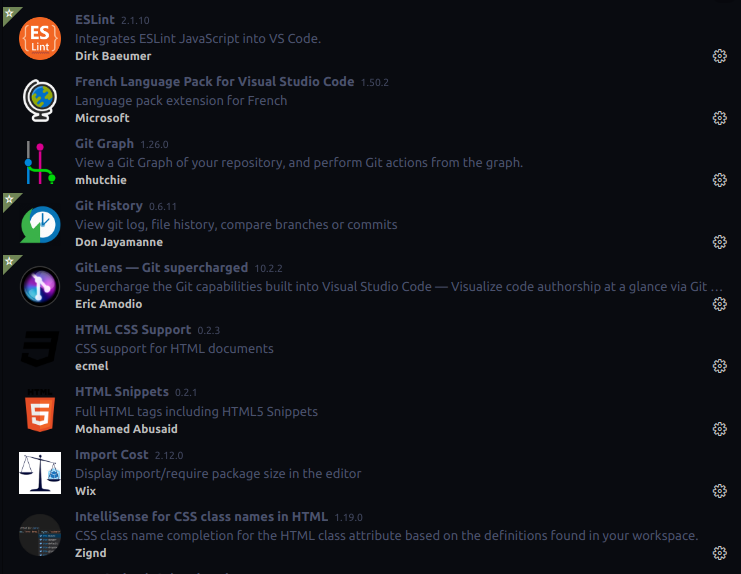 ES
Lint
ESLint 2.1.10
Integrates ESLint JavaScript into VS Code.
Dirk Baeumer
French Language Pack for Visual Studio Code 1.50.2
Language pack extension for French
Microsoft
Git Graph 1.26.0
View a Git Graph of your repository, and perform Git actions from the graph.
mhutchie
Git History 0.6.11
View git log, file history, compare branches or commits
Don Jayamanne
GitLens — Git supercharged 10.2.2
Supercharge the Git capabilities built into Visual Studio Code — Visualize code authorship at a glance via Git ...
Eric Amodio
HTML CSS Support 0.2.3
CSS support for HTML documents
ecmel
HTML Snippets 0.2.1
Full HTML tags including HTML5 Snippets
Mohamed Abusaid
Import Cost 2.12.0
Display import/require package size in the editor
Wix
IntelliSense for CSS class names in HTML 1.19.0
CSS class name completion for the HTML class attribute based on the definitions found in your workspace.
Zignd